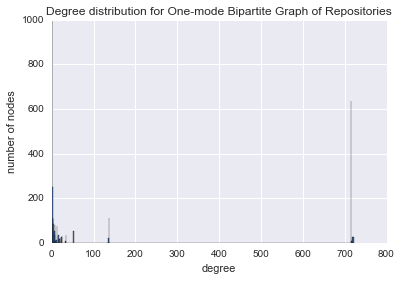 Degree distribution for One-mode Bipartite Graph of Repositories
1000
800
600
400
200
0
number of nodes
0 100 200 300 400 500 600 700 800
degree